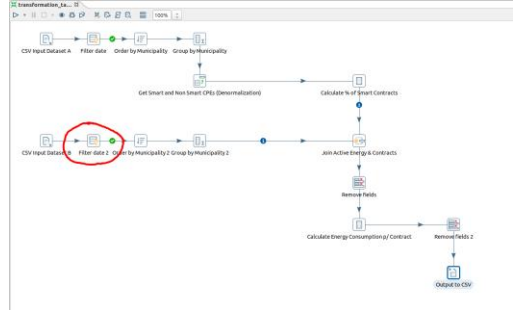 transformation_ta...
100%
CSV Input Dataset A
Filter date
Order by Municipality
Group by Municipality
Get Smart and Non Smart CPEs (Denormalization)
Calculate % of Smart Contracts
CSV Input Dataset B
Filter date 2
Order by Municipality 2
Group by Municipality 2
Join Active Energy & Contracts
Remove fields
Calculate Energy Consumption p/ Contract
Remove fields 2
Output to CSV